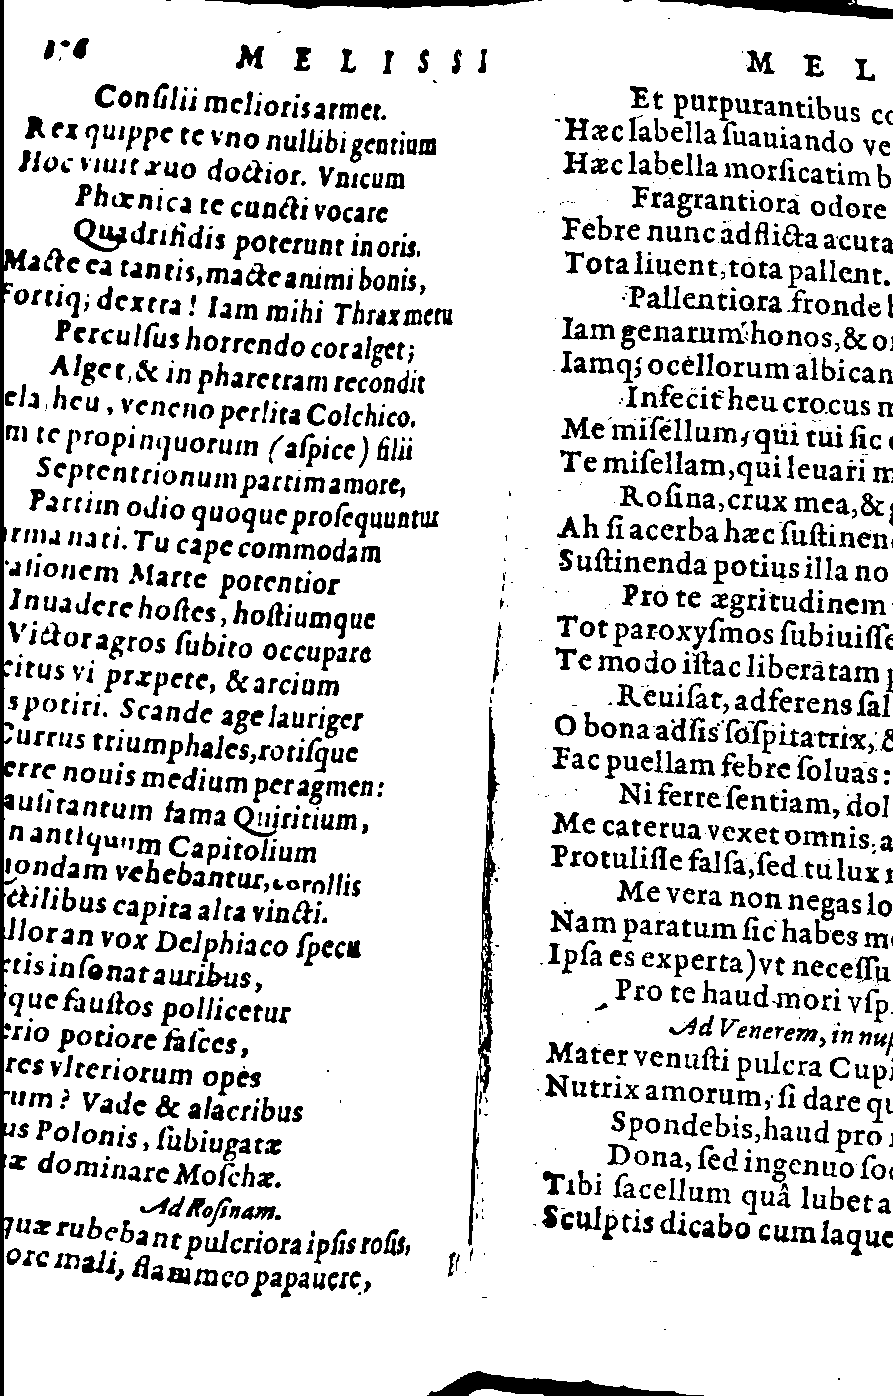 176 MELISSI
Consilii melioris armet.
Rex quippe te vno nullibi gentium
Hoc viuit æuo doctior. Vnicum
Phœnica te cuncti vocare
Quadrifidis poterunt in oris.
Macte ea tantis, macte animi bonis,
Fortiq; dextra! Iam mihi Thrax metu
Perculſus horrendo cor alget;
Alget, & in pharetram recondit
ela, heu, veneno perlita Colchico.
m te propinquorum (aſpice) filii
Septentrionum partim amore,
Partim odio quoque proſequuntur
arma nati. Tu cape commodam
ationem Marte potentior
Inuadere hoſtes, hoſtiumque
Victor agros ſubito occupare
citus vi præpete, & arcium
s potiri. Scande age lauriger
Currus triumphales, rotiſque
erre nouis medium per agmen:
auſitantum fama Quiritium,
n antiquum Capitolium
uondam vehebantur, corollis
ctilibus capita alta vincti.
llor an vox Delphiaco ſpecu
ctis inſonat auribus,
ique fauſtos pollicetur
erio potiore faſces,
res vlteriorum opes
rum? Vade & alacribus
us Polonis, ſubiugatæ
æ dominare Moſchæ.
Ad Roſinam.
quæ rubebant pulcriora ipſis roſis,
ore mali, flammeo papauere,
MEL
Et purpurantibus co
Hæc labella ſuauiando ve
Hæc labella morſicatim b
Fragrantiora odore
Febre nunc adflicta acuta
Tota liuent, tota pallent.
Pallentiora fronde b
Iam genarum honos, & or
Iamq; ocellorum albican
Infecit heu crocus m
Me miſellum, qui tui ſic
Te miſellam, qui leuari m
Roſina, crux mea, & g
Ah ſi acerba hæc ſuſtinen
Suſtinenda potius illa no
Pro te ægritudinem
Tot paroxyſmos ſubiuiſſe
Te modo iſtac liberatam p
Reuiſat, adferens ſal
O bona adſis ſoſpitatrix, &
Fac puellam febre ſoluas:
Ni ferre ſentiam, dol
Me caterua vexet omnis, a
Protuliſſe falſa, ſed tu lux
Me vera non negas lo
Nam paratum ſic habes me
Ipſa es experta) vt neceſſu
Pro te haud mori vſp
Ad Venerem, in nup
Mater venuſti pulcra Cupi
Nutrix amorum, ſi dare qu
Spondebis, haud pro
Dona, ſed ingenuo ſo
Tibi ſacellum quâ lubet a
Sculptis dicabo cum laque